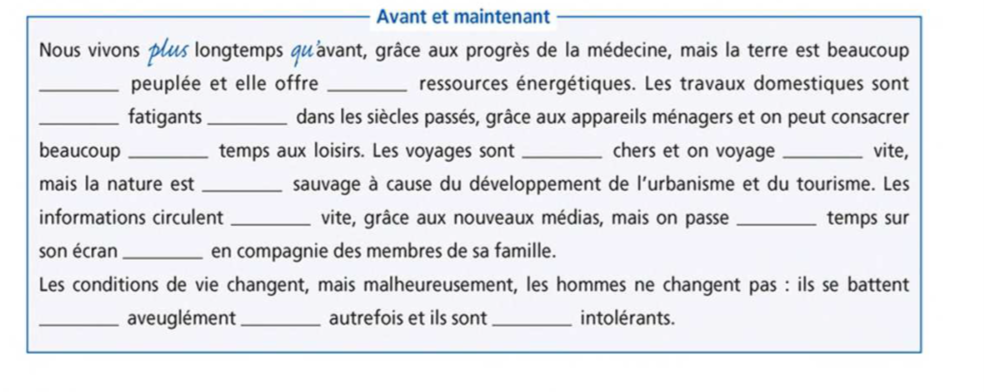 Avant et maintenant
Nous vivons plus longtemps qu'avant, grâce aux progrès de la médecine, mais la terre est beaucoup
________ peuplée et elle offre ________ ressources énergétiques. Les travaux domestiques sont
________ fatigants ________ dans les siècles passés, grâce aux appareils ménagers et on peut consacrer
beaucoup ________ temps aux loisirs. Les voyages sont ________ chers et on voyage ________ vite,
mais la nature est ________ sauvage à cause du développement de l'urbanisme et du tourisme. Les
informations circulent ________ vite, grâce aux nouveaux médias, mais on passe ________ temps sur
son écran ________ en compagnie des membres de sa famille.
Les conditions de vie changent, mais malheureusement, les hommes ne changent pas : ils se battent
________ aveuglément ________ autrefois et ils sont ________ intolérants.